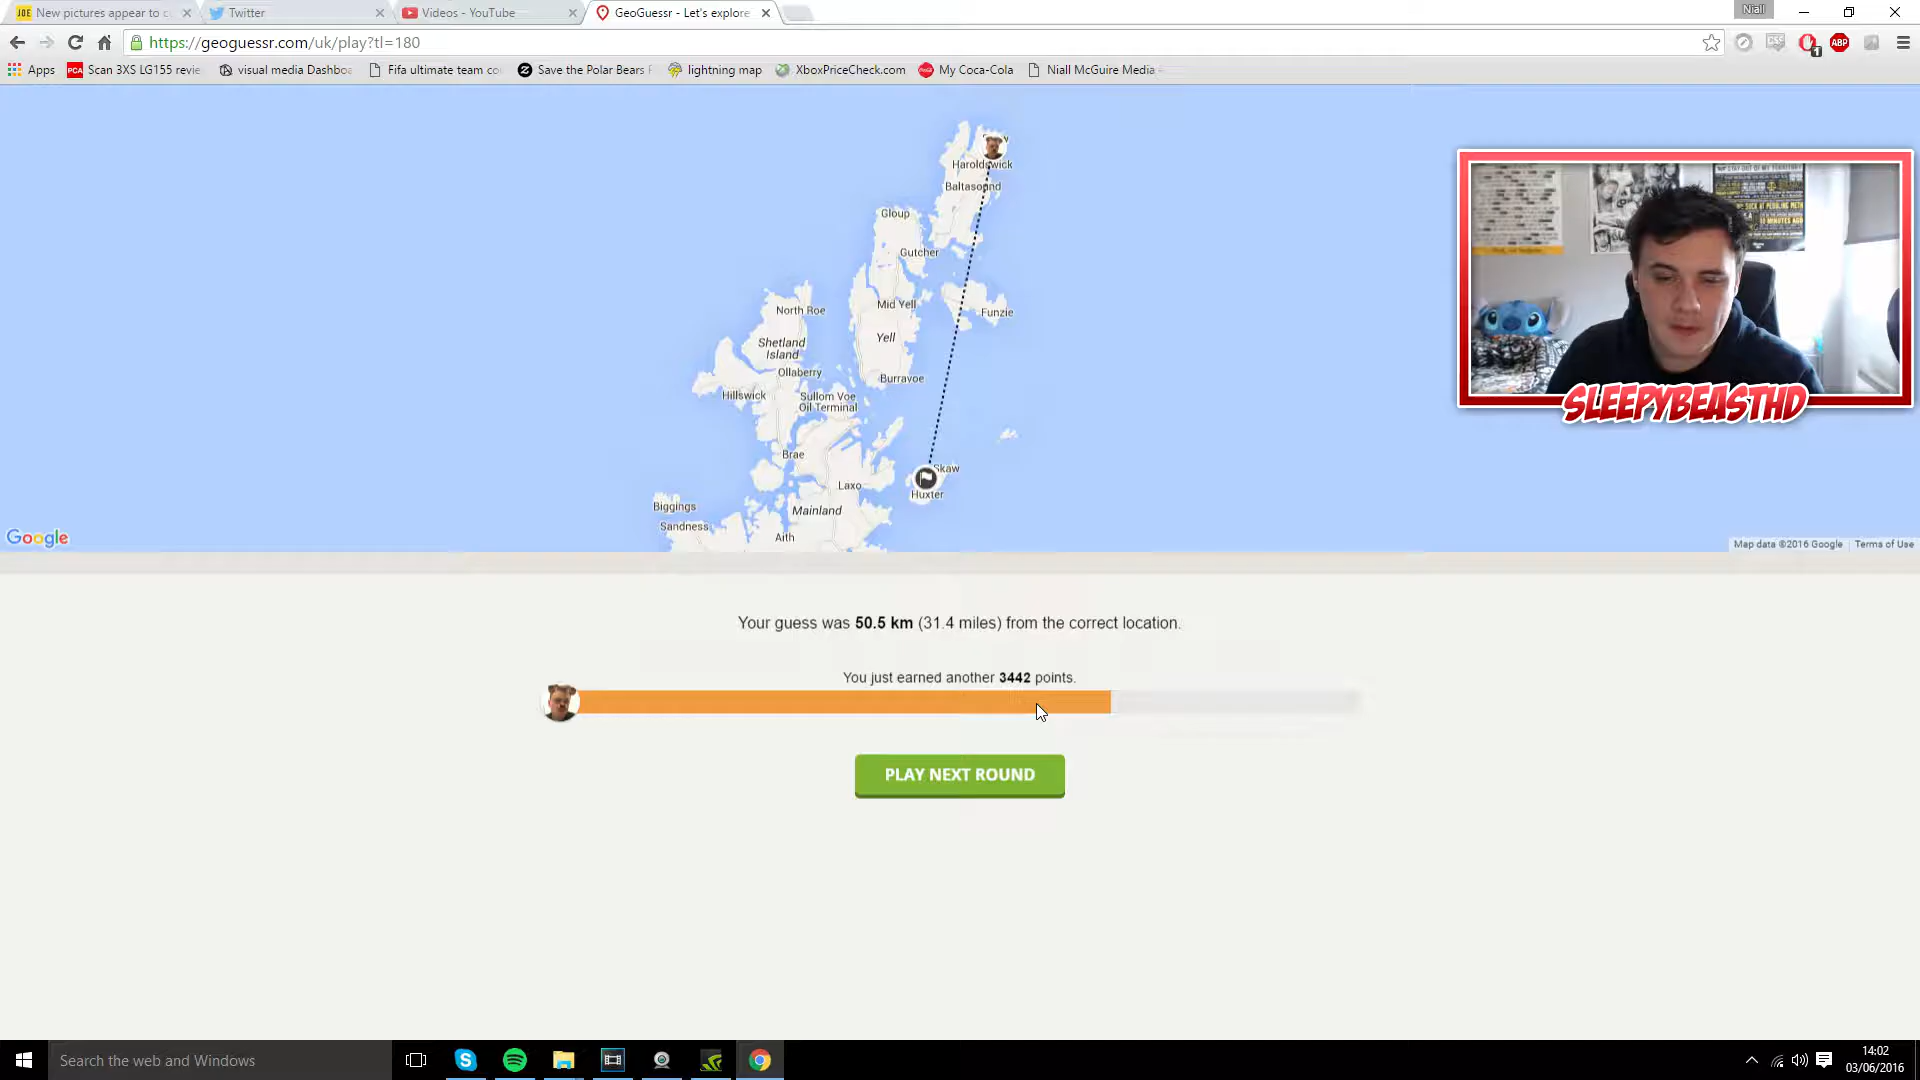 JOE New pictures appear to c
Twitter
Videos - YouTube
GeoGuessr - Let's explore
Niall
https://geoguessr.com/uk/play?tl=180
ABP
Apps
PCA Scan 3XS LG155 revie
visual media Dashboa
Fifa ultimate team co
Save the Polar Bears
lightning map
XboxPriceCheck.com
My Coca-Cola
Niall McGuire Media -
Haroldswick
Baltasound
Gloup
Gutcher
Mid Yell
Funzie
North Roe
Yell
Shetland
Island
Ollaberry
Burravoe
Hillswick
Sullom Voe
Oil Terminal
Brae
Skaw
Laxo
Huxter
Biggings
Mainland
Sandness
Aith
Google
Map data ©2016 Google
Terms of Use
SLEEPYBEASTHD
Your guess was 50.5 km (31.4 miles) from the correct location.
You just earned another 3442 points.
PLAY NEXT ROUND
Search the web and Windows
14:02
03/06/2016